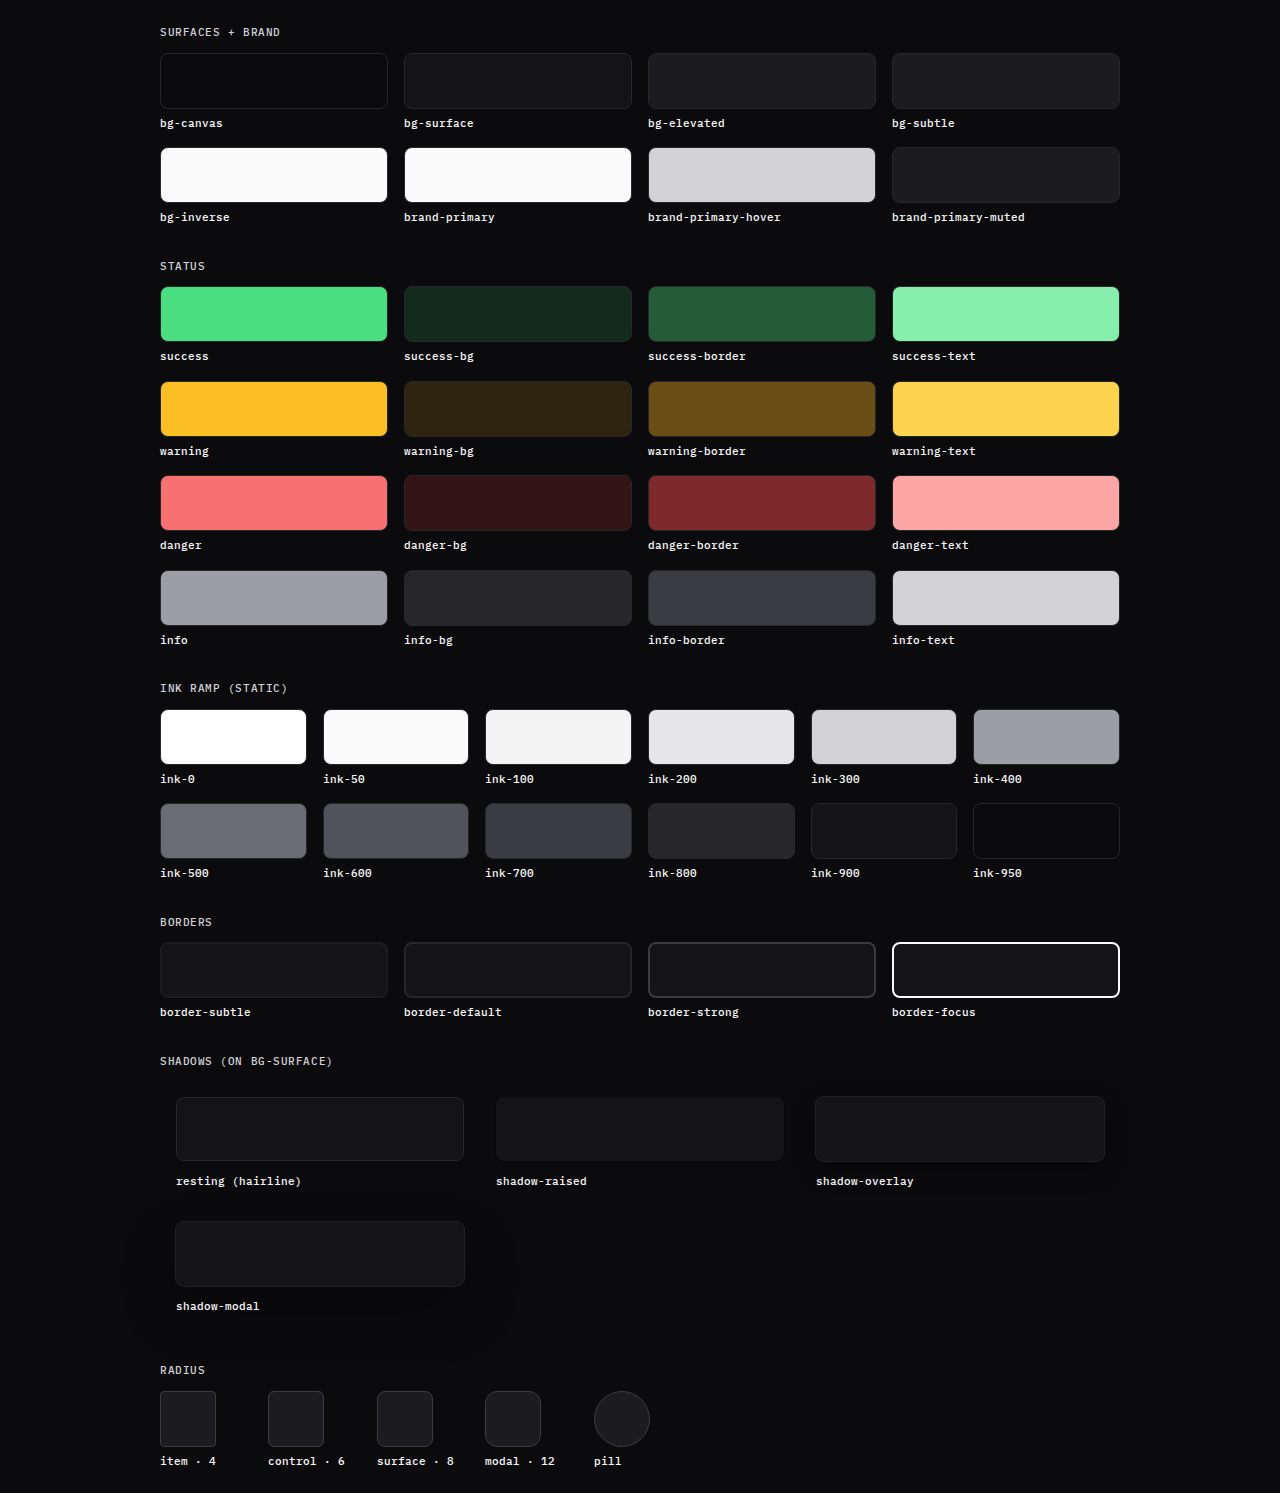 SURFACES + BRAND
bg-canvas bg-surface bg-elevated bg-subtle
bg-inverse brand-primary brand-primary-hover brand-primary-muted
STATUS
success success-bg success-border success-text
warning warning-bg warning-border warning-text
danger danger-bg danger-border danger-text
info info-bg info-border info-text
INK RAMP (STATIC)
ink-0 ink-50 ink-100 ink-200 ink-300 ink-400
ink-500 ink-600 ink-700 ink-800 ink-900 ink-950
BORDERS
border-subtle border-default border-strong border-focus
SHADOWS (ON BG-SURFACE)
resting (hairline) shadow-raised shadow-overlay
shadow-modal
RADIUS
item · 4 control · 6 surface · 8 modal · 12 pill